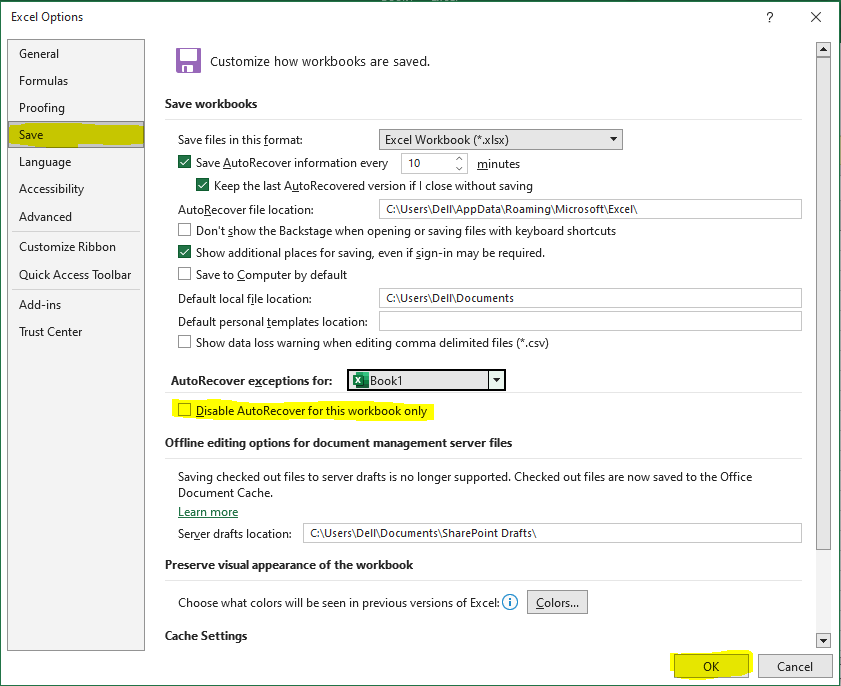 Excel Options
?
General
Formulas
Proofing
Save
Language
Accessibility
Advanced
Customize Ribbon
Quick Access Toolbar
Add-ins
Trust Center
Customize how workbooks are saved.
Save workbooks
Save files in this format: Excel Workbook (*.xlsx)
Save AutoRecover information every 10 minutes
Keep the last AutoRecovered version if I close without saving
AutoRecover file location: C:\Users\Dell\AppData\Roaming\Microsoft\Excel\
Don't show the Backstage when opening or saving files with keyboard shortcuts
Show additional places for saving, even if sign-in may be required.
Save to Computer by default
Default local file location: C:\Users\Dell\Documents
Default personal templates location:
Show data loss warning when editing comma delimited files (*.csv)
AutoRecover exceptions for: Book1
Disable AutoRecover for this workbook only
Offline editing options for document management server files
Saving checked out files to server drafts is no longer supported. Checked out files are now saved to the Office
Document Cache.
Learn more
Server drafts location: C:\Users\Dell\Documents\SharePoint Drafts\
Preserve visual appearance of the workbook
Choose what colors will be seen in previous versions of Excel: Colors...
Cache Settings
OK Cancel